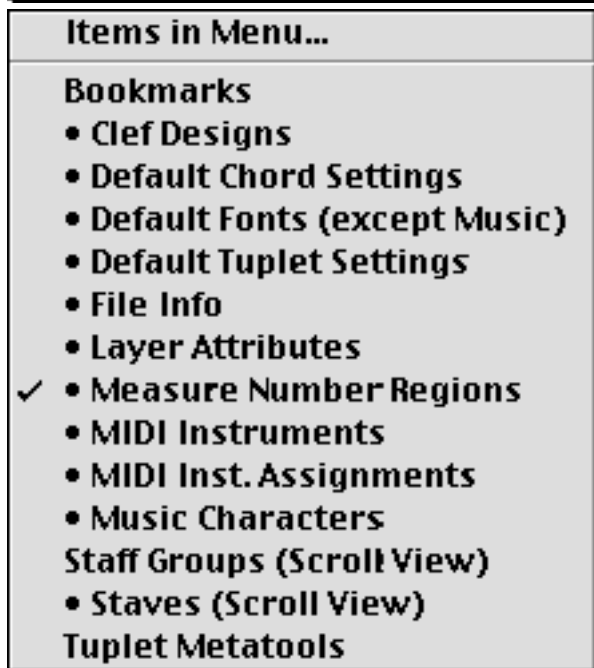 Items in Menu...
Bookmarks
• Clef Designs
• Default Chord Settings
• Default Fonts (except Music)
• Default Tuplet Settings
• File Info
• Layer Attributes
✓ • Measure Number Regions
• MIDI Instruments
• MIDI Inst. Assignments
• Music Characters
Staff Groups (Scroll View)
• Staves (Scroll View)
Tuplet Metatools